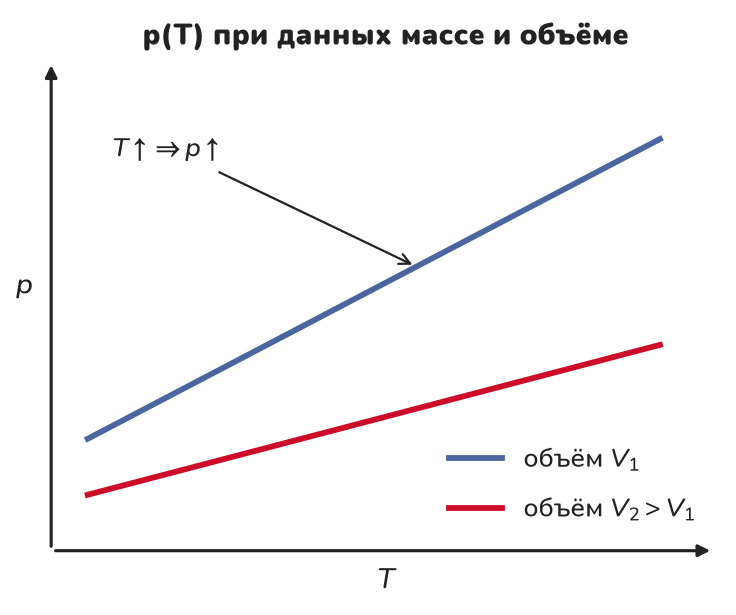 p(T) при данных массе и объёме
T↑ ⇒ p↑
p
объём V₁
объём V₂ > V₁
T